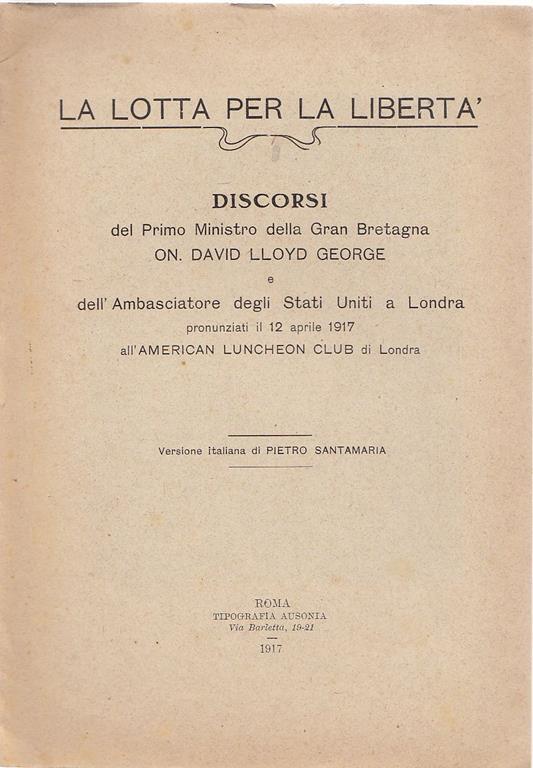 LA LOTTA PER LA LIBERTA'
DISCORSI
del Primo Ministro della Gran Bretagna
ON. DAVID LLOYD GEORGE
e
dell'Ambasciatore degli Stati Uniti a Londra
pronunziati il 12 aprile 1917
all'AMERICAN LUNCHEON CLUB di Londra
Versione italiana di PIETRO SANTAMARIA
ROMA
TIPOGRAFIA AUSONIA
Via Barletta, 19-21
1917